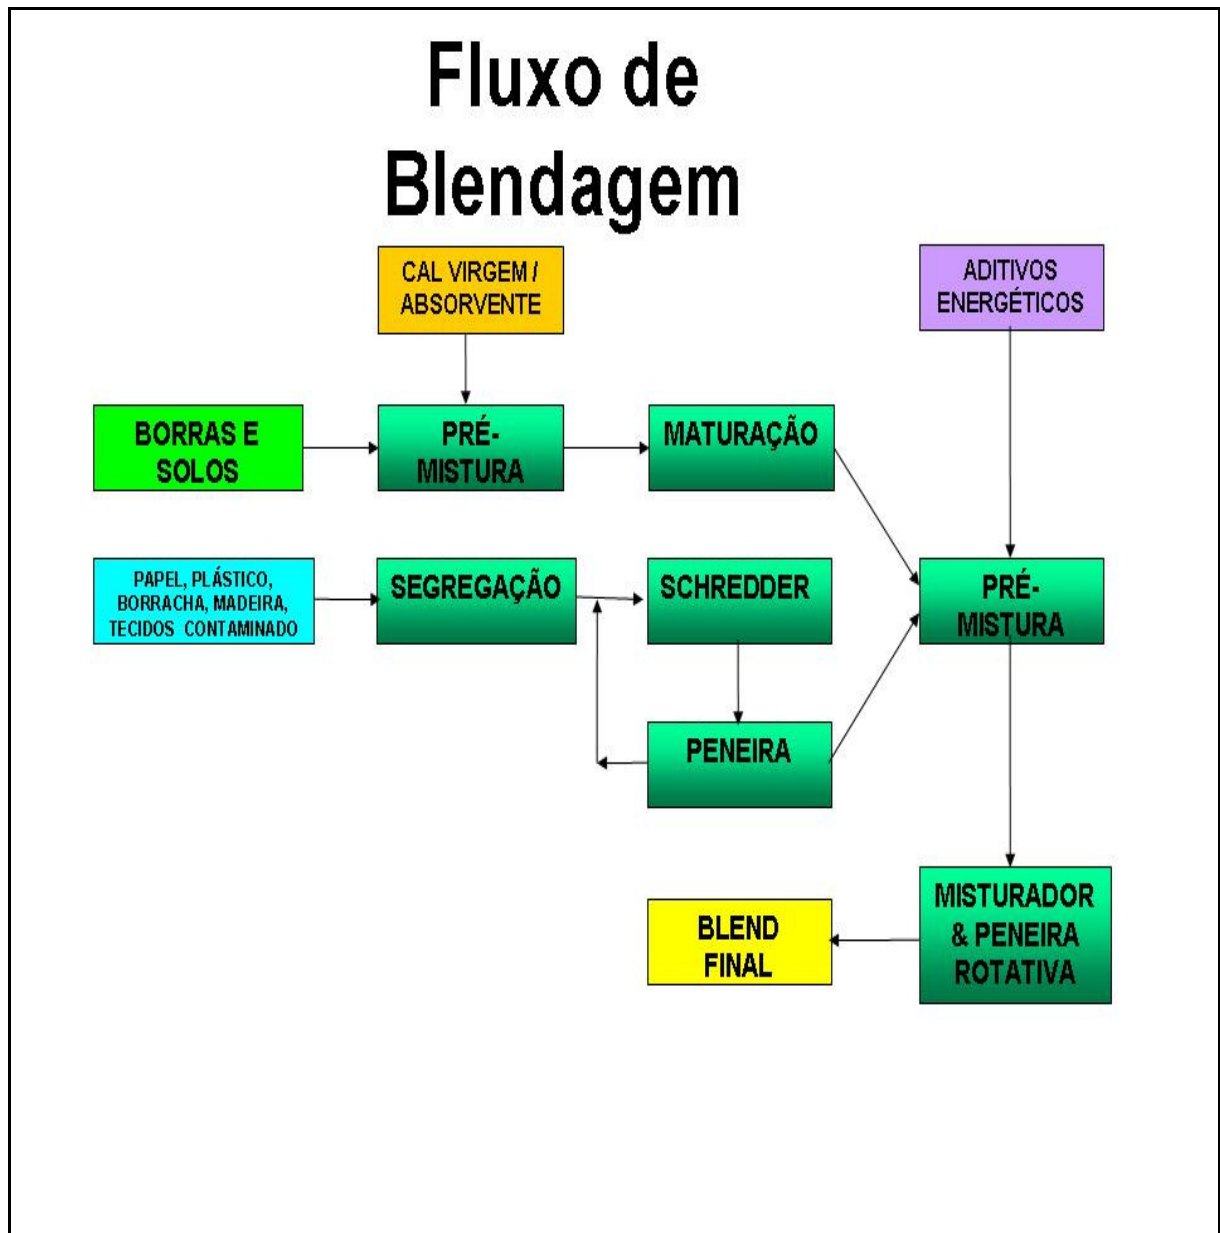 Fluxo de
Blendagem
CAL VIRGEM /
ABSORVENTE
ADITIVOS
ENERGÉTICOS
BORRAS E
SOLOS
PRÉ-
MISTURA
MATURAÇÃO
PAPEL, PLÁSTICO,
BORRACHA, MADEIRA,
TECIDOS CONTAMINADO
SEGREGAÇÃO
SCHREDDER
PRÉ-
MISTURA
PENEIRA
BLEND
FINAL
MISTURADOR
& PENEIRA
ROTATIVA